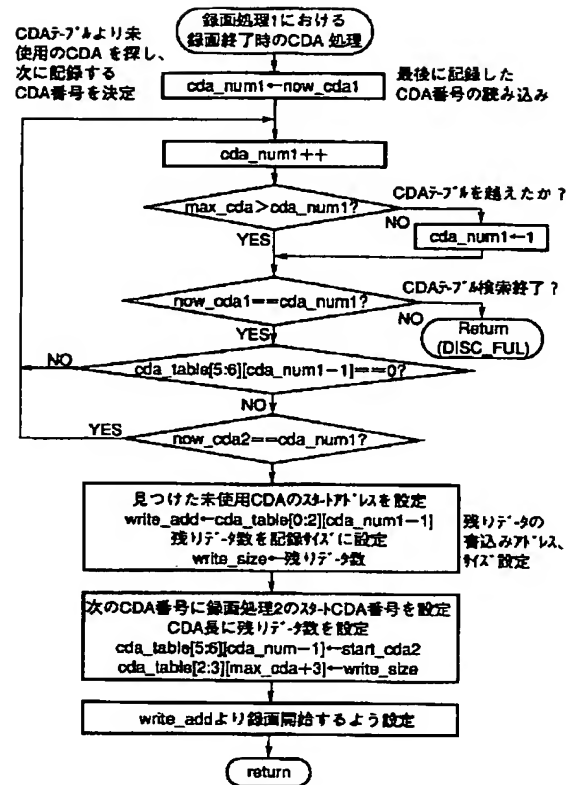 録画処理1における
録画終了時のCDA 処理
CDAテーブルより未
使用のCDA を探し、
次に記録する
CDA番号を決定
cda_num1←now_cda1
最後に記録した
CDA番号の読み込み
cda_num1++
max_cda>cda_num1?
CDAテーブルを越えたか？
NO
YES
cda_num1←1
now_cda1==cda_num1?
CDAテーブル検索終了？
NO
YES
Return
(DISC_FUL)
NO
cda_table[5:6][cda_num1−1]==0?
NO
YES
now_cda2==cda_num1?
見つけた未使用CDAのスタートアドレスを設定
write_add←cda_table[0:2][cda_num1−1]
残りデータ数を記録サイズに設定
write_size←残りデータ数
残りデータの
書込みアドレス、
サイズ設定
次のCDA番号に録画処理2のスタートCDA番号を設定
CDA長に残りデータ数を設定
cda_table[5:6][cda_num−1]←start_cda2
cda_table[2:3][max_cda+3]←write_size
write_addより録画開始するよう設定
return